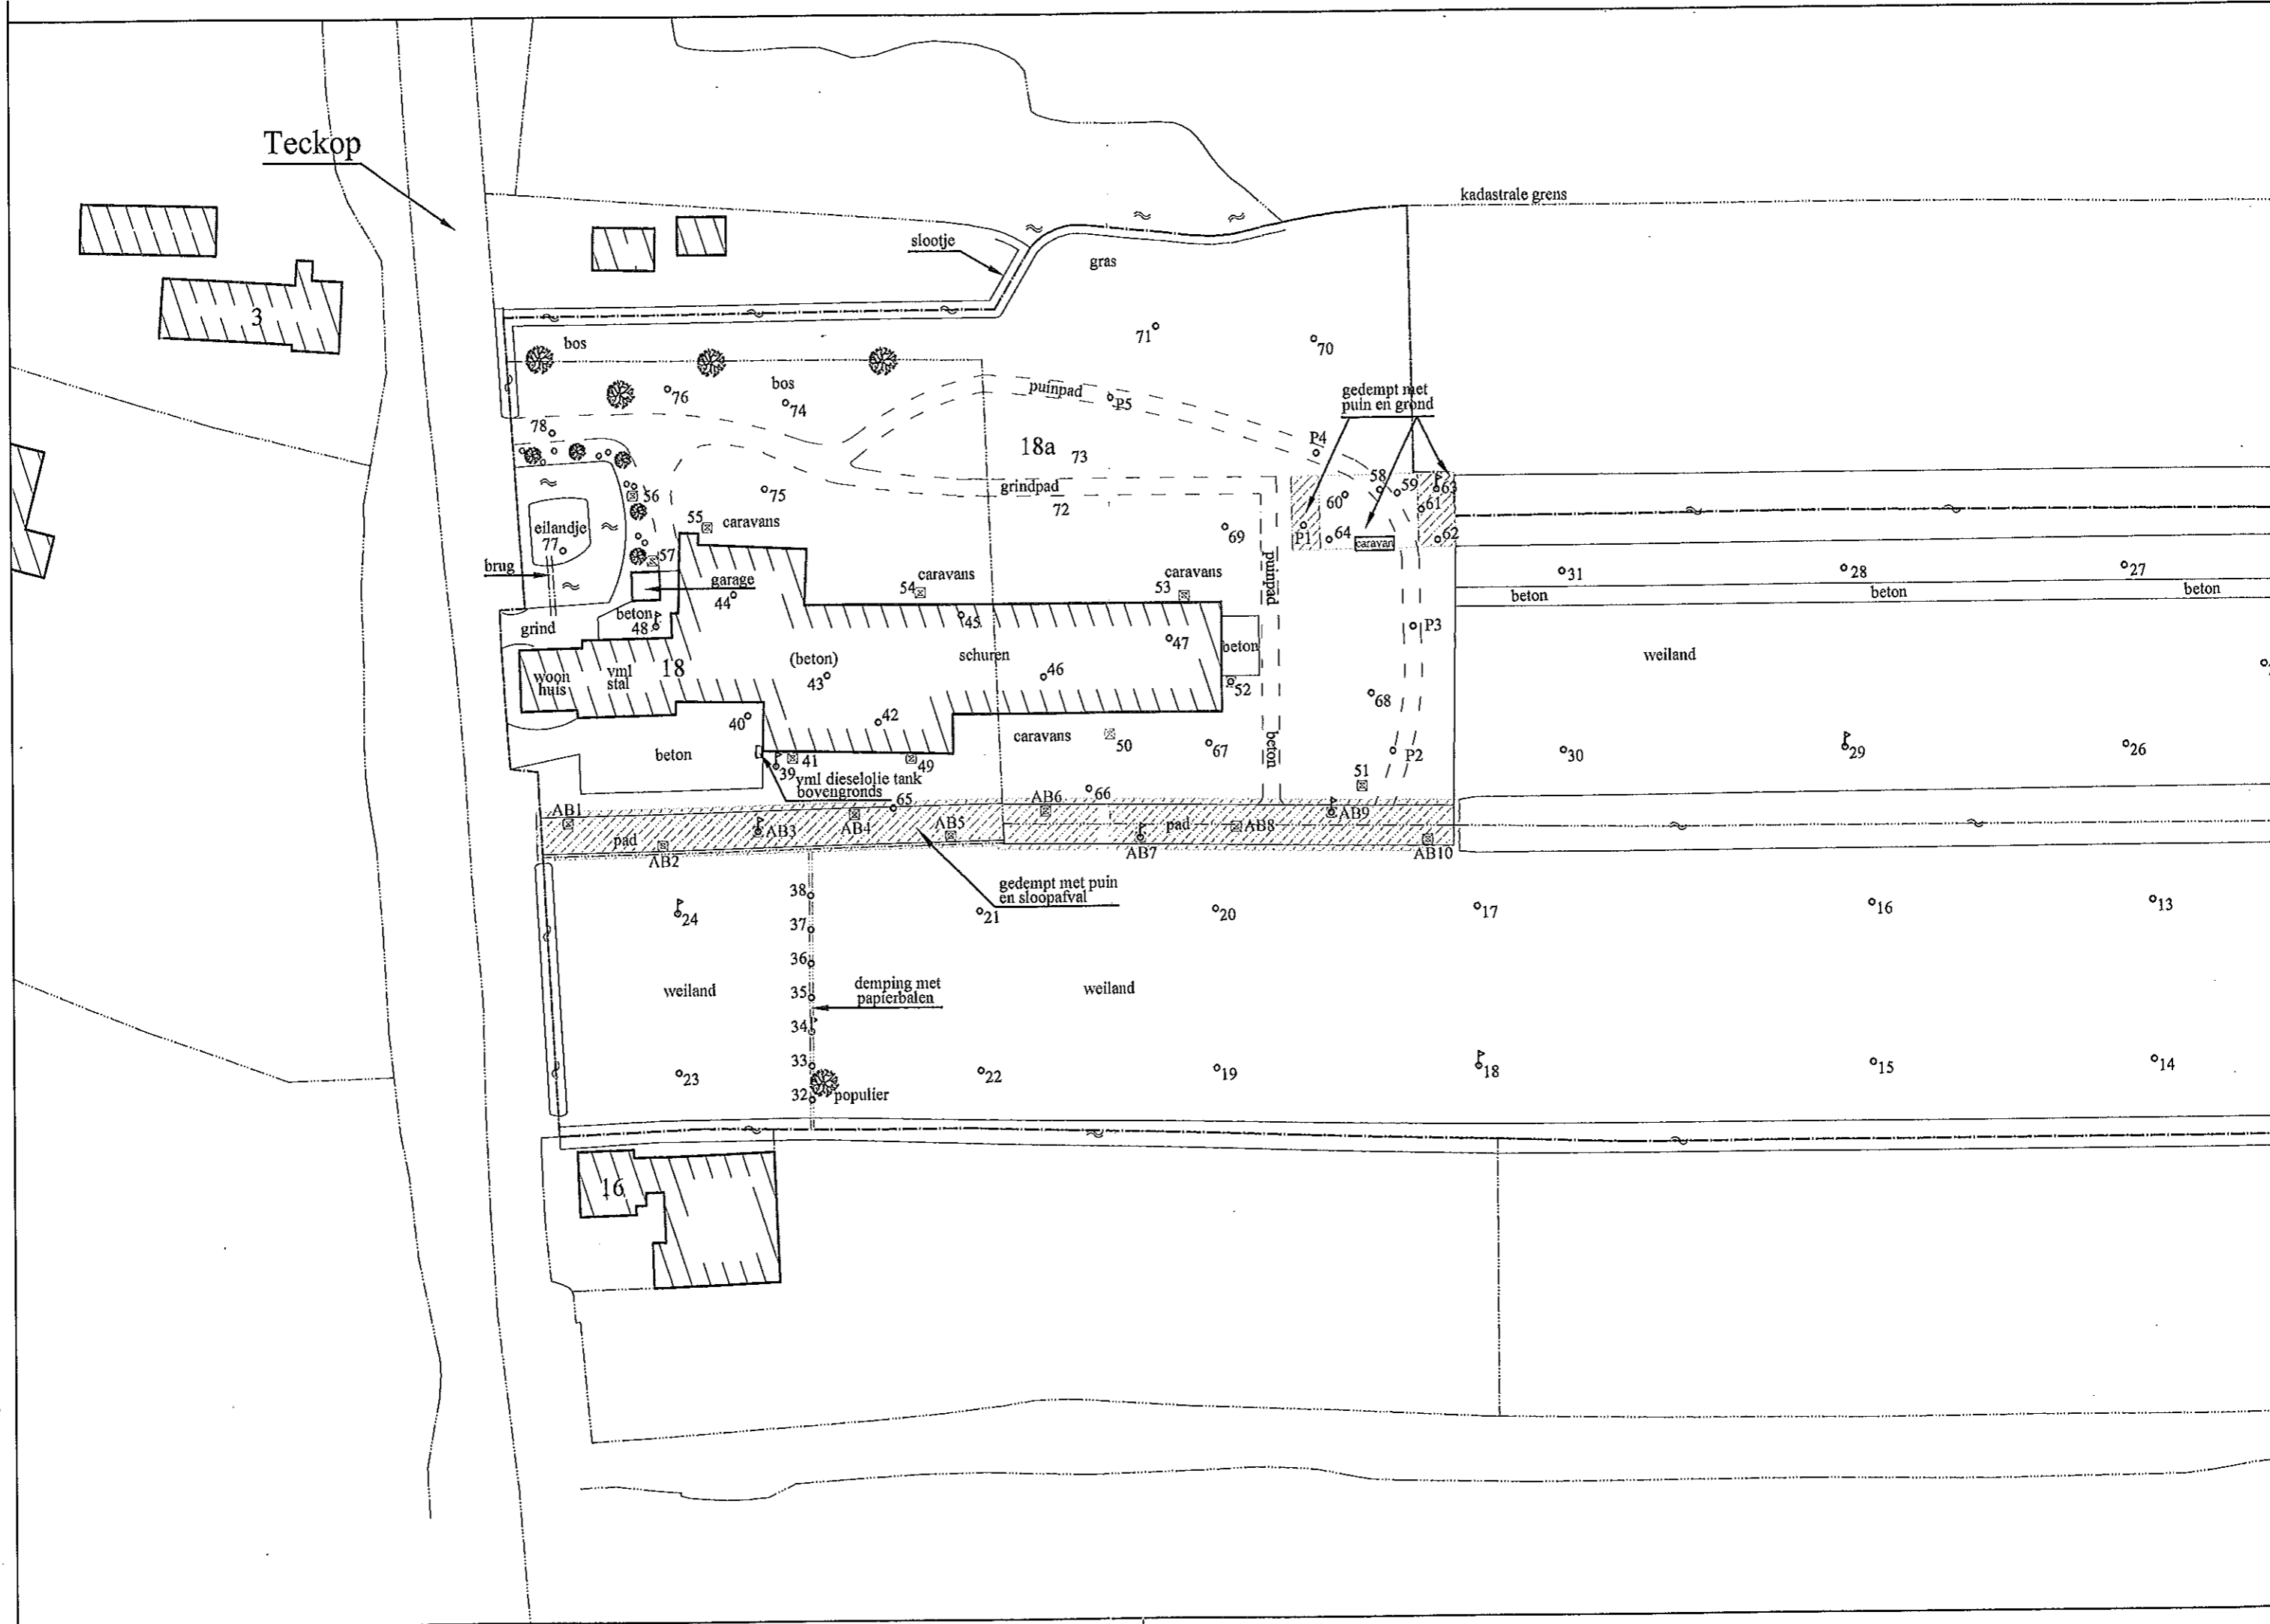 Teckop
kadastrale grens
slootje
gras
3
bos
71
70
puinpad
gedempt met
puin en grond
76
bos
74
P5
78
P4
18a
73
grindpad
58
59
63
75
56
60
61
72
55
caravans
eilandje
77
69
P1
64
caravan
62
57
brug
garage
caravans
caravans
puinpad
31
28
27
44
54
53
beton
beton
beton
beton
48
grind
45
P3
47
beton
(beton)
schuren
weiland
woon
huis
vml
stal
18
43
46
52
68
40
42
caravans
50
67
beton
P2
30
29
26
beton
39
41
49
51
vml dieselolie tank
bovengronds
65
66
AB1
AB6
AB9
AB3
AB4
AB5
pad
AB8
pad
AB2
AB7
AB10
38
gedempt met puin
en sloopafval
24
21
20
17
16
13
37
36
weiland
35
demping met
papierbalen
weiland
34
33
23
22
19
18
15
14
32
populier
16